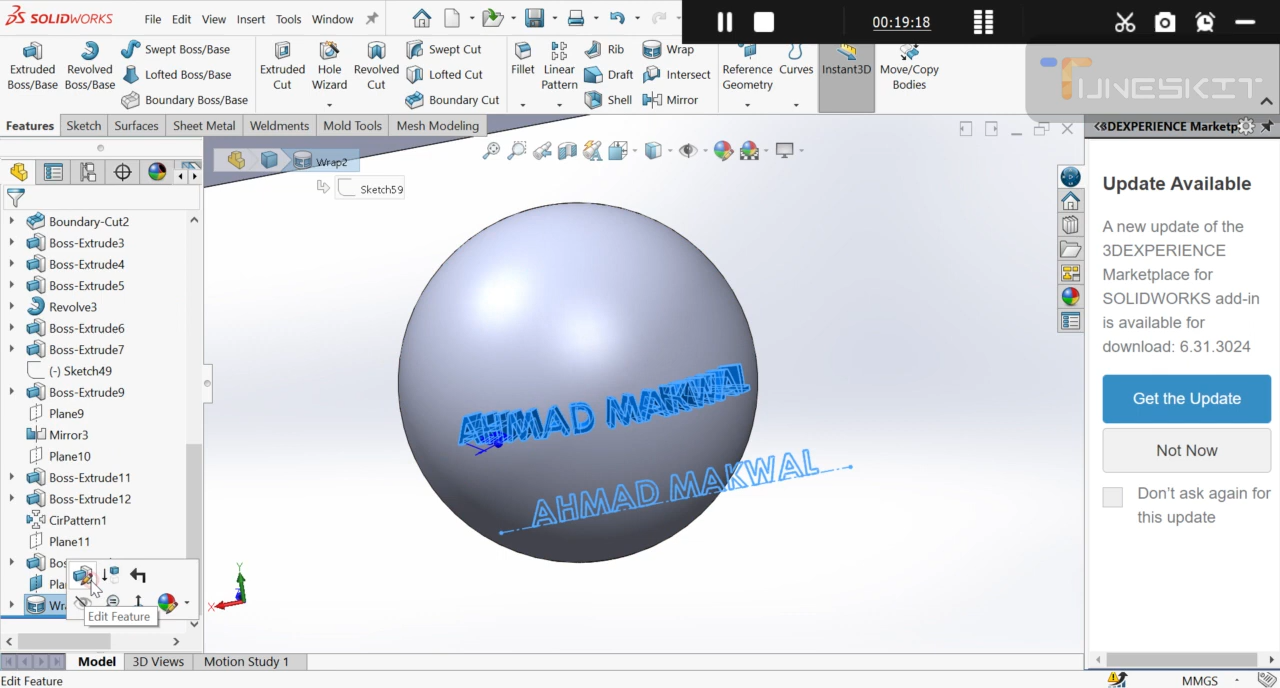 SOLIDWORKS
File Edit View Insert Tools Window
00:19:18
TUNESKIT
Extruded Boss/Base
Revolved Boss/Base
Swept Boss/Base
Lofted Boss/Base
Boundary Boss/Base
Extruded Cut
Hole Wizard
Revolved Cut
Swept Cut
Lofted Cut
Boundary Cut
Fillet
Linear Pattern
Rib
Draft
Shell
Wrap
Intersect
Mirror
Reference Geometry
Curves
Instant3D
Move/Copy Bodies
Features Sketch Surfaces Sheet Metal Weldments Mold Tools Mesh Modeling
Wrap2
Sketch59
Boundary-Cut2
Boss-Extrude3
Boss-Extrude4
Boss-Extrude5
Revolve3
Boss-Extrude6
Boss-Extrude7
(-) Sketch49
Boss-Extrude9
Plane9
Mirror3
Plane10
Boss-Extrude11
Boss-Extrude12
CirPattern1
Plane11
Bos
Pla
Wra
Edit Feature
AHMAD MAKWAL
AHMAD MAKWAL
Y
X
3DEXPERIENCE Marketp
Update Available
A new update of the
3DEXPERIENCE
Marketplace for
SOLIDWORKS add-in
is available for
download: 6.31.3024
Get the Update
Not Now
Don't ask again for
this update
Model 3D Views Motion Study 1
Edit Feature
MMGS